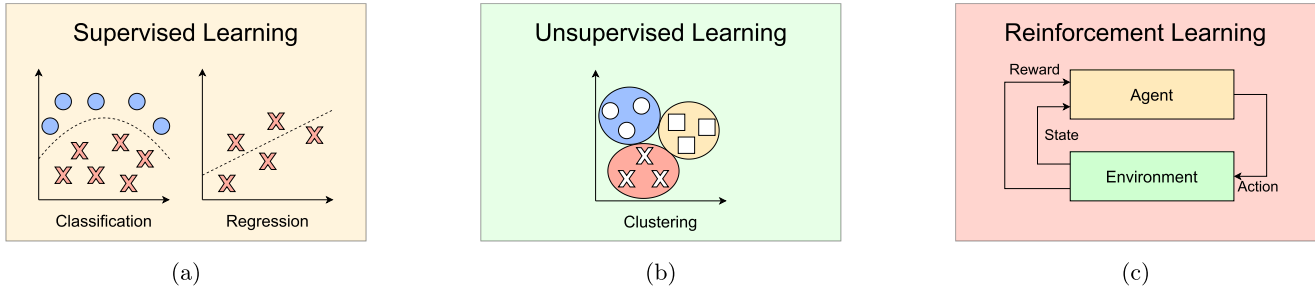 Supervised Learning
Classification
Regression
(a)
Unsupervised Learning
Clustering
(b)
Reinforcement Learning
Reward
Agent
State
Environment
Action
(c)